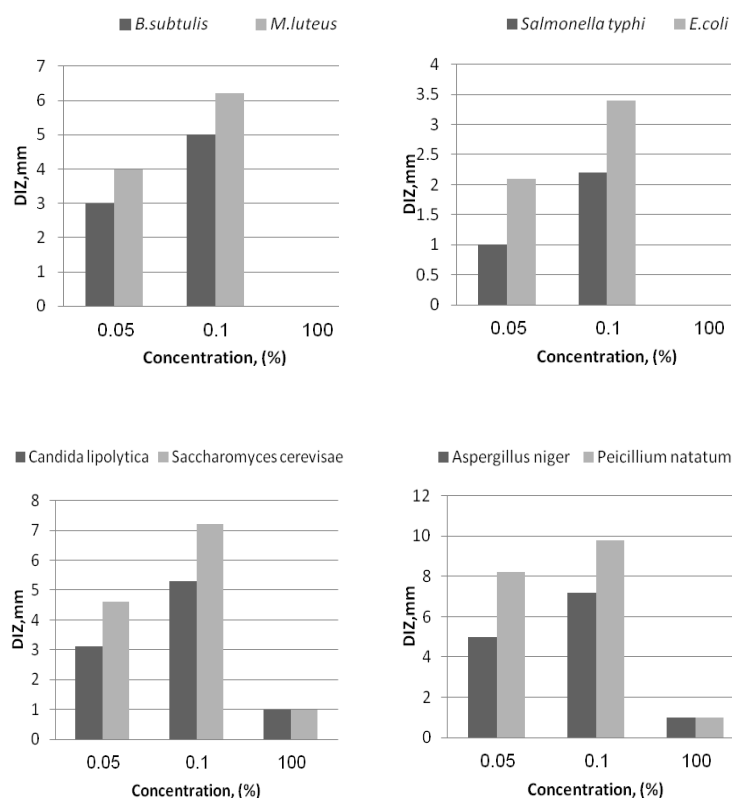 B.subtulis M.luteus
7
6
5
4
3
2
1
0
DIZ,mm
0.05 0.1 100
Concentration, (%)
Salmonella typhi E.coli
4
3.5
3
2.5
2
1.5
1
0.5
0
DIZ,mm
0.05 0.1 100
Concentration, (%)
Candida lipolytica Saccharomyces cerevisae
8
7
6
5
4
3
2
1
0
DIZ,mm
0.05 0.1 100
Concentration, (%)
Aspergillus niger Peicillium natatum
12
10
8
6
4
2
0
DIZ,mm
0.05 0.1 100
Concentration, (%)